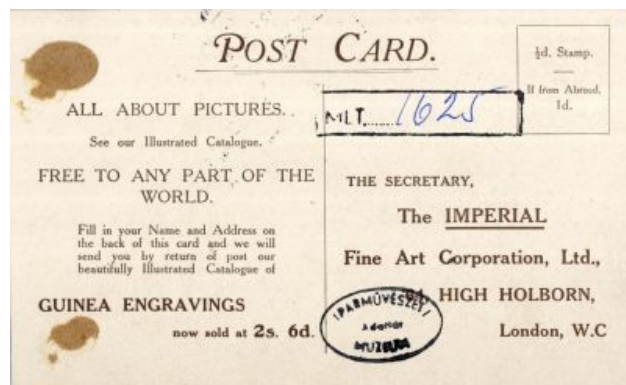 POST CARD.
½d. Stamp.
If from Abroad,
1d.
ALL ABOUT PICTURES.
See our Illustrated Catalogue.
FREE TO ANY PART OF THE
WORLD.
Fill in your Name and Address on
the back of this card and we will
send you by return of post our
beautifully Illustrated Catalogue of
GUINEA ENGRAVINGS
now sold at 2s. 6d.
MLT. 1625
THE SECRETARY,
The IMPERIAL
Fine Art Corporation, Ltd.,
HIGH HOLBORN,
London, W.C
IPARMŰVÉSZETI
Adattár
MUZEUM